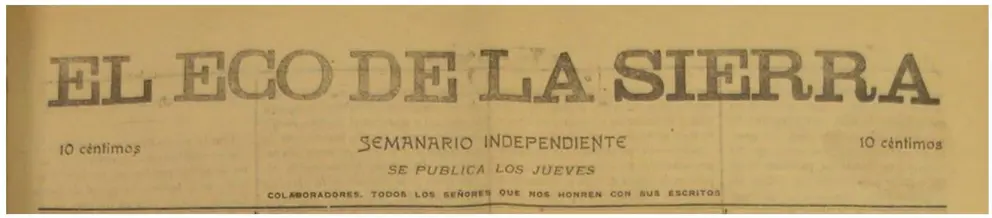 EL ECO DE LA SIERRA
10 céntimos SEMANARIO INDEPENDIENTE 10 céntimos
SE PUBLICA LOS JUEVES
COLABORADORES, TODOS LOS SEÑORES QUE NOS HONREN CON SUS ESCRITOS